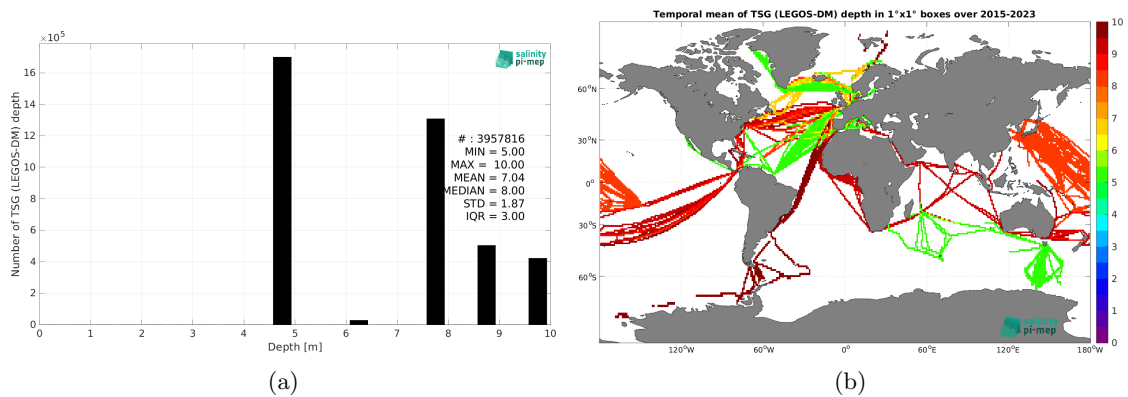 ×10⁵
16
14
12
10
8
6
4
2
0
Number of TSG (LEGOS-DM) depth
salinity
pi-mep
# : 3957816
MIN = 5.00
MAX = 10.00
MEAN = 7.04
MEDIAN = 8.00
STD = 1.87
IQR = 3.00
0 1 2 3 4 5 6 7 8 9 10
Depth [m]
(a)
Temporal mean of TSG (LEGOS-DM) depth in 1°x1° boxes over 2015-2023
60°N
30°N
0°
30°S
60°S
120°W 60°W 0° 60°E 120°E 180°W
salinity
pi-mep
10
9
8
7
6
5
4
3
2
1
0
(b)